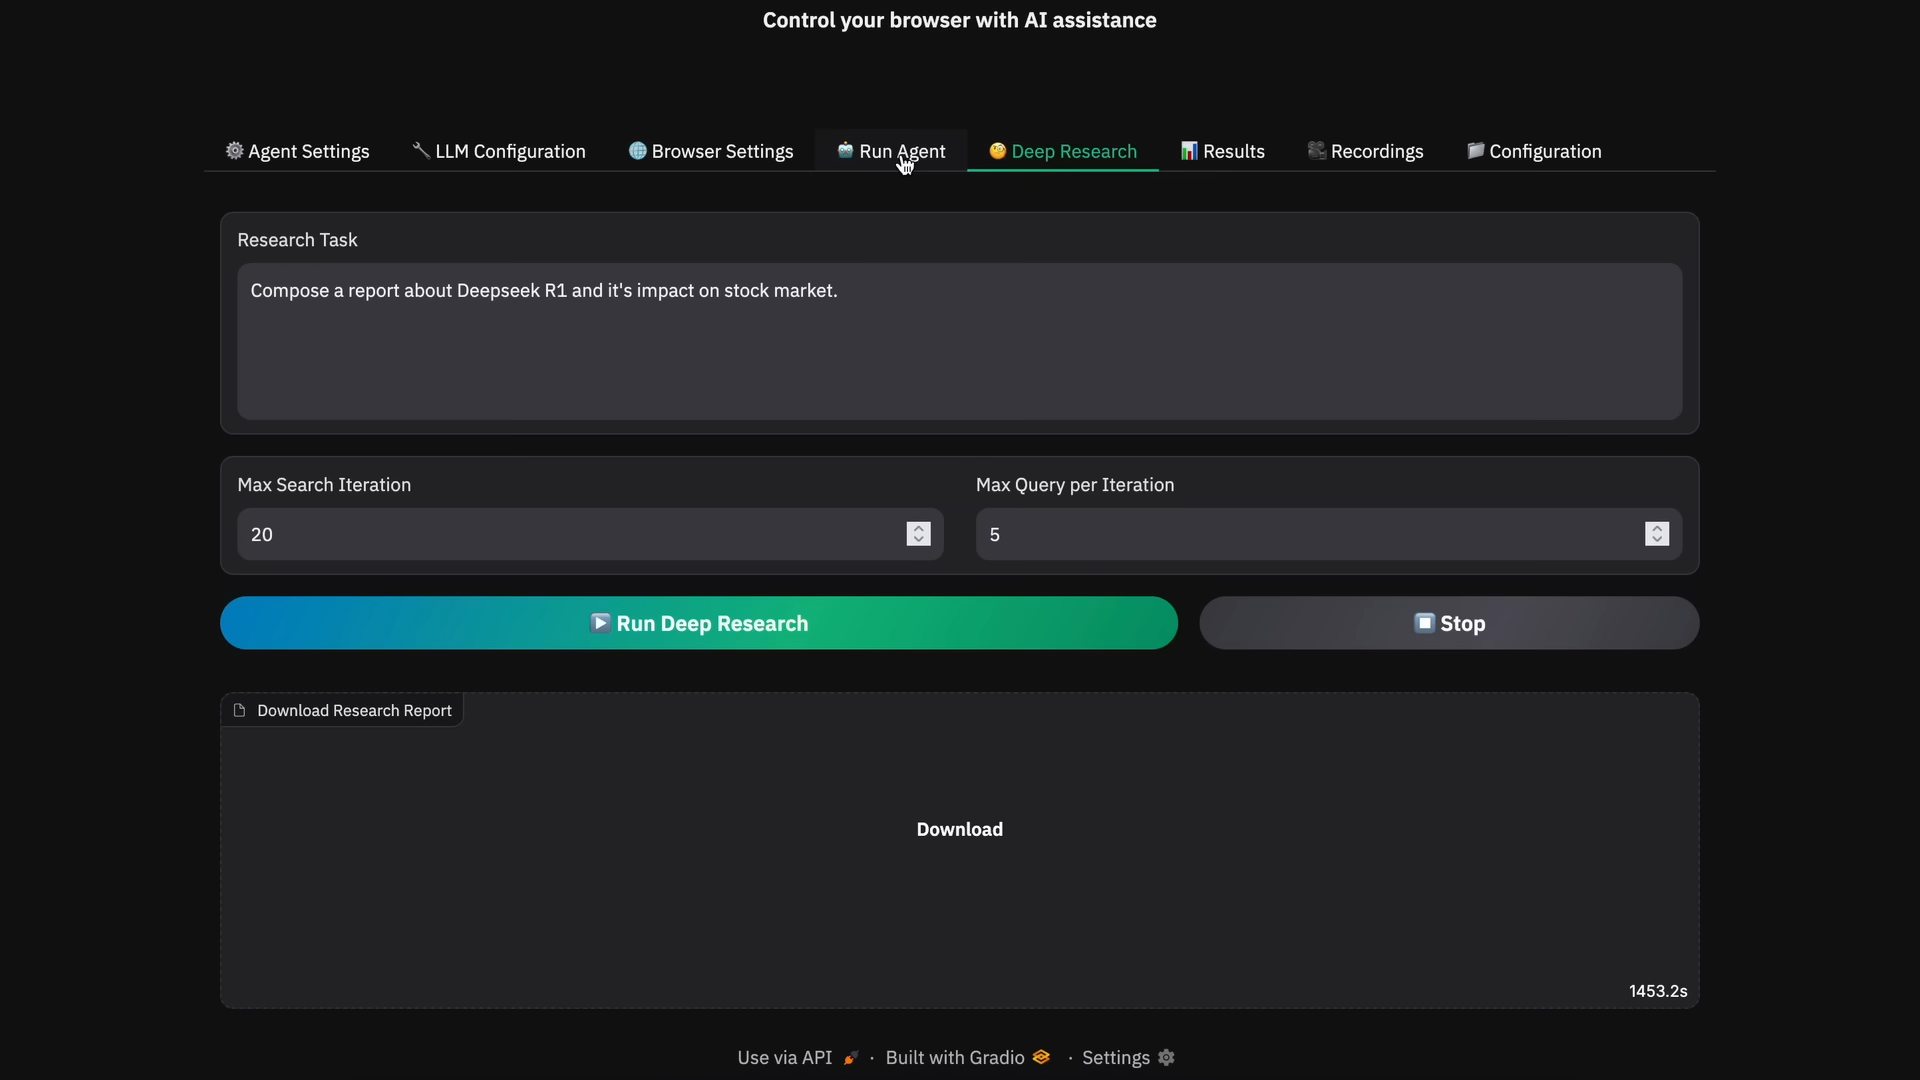 Control your browser with AI assistance
Agent Settings
LLM Configuration
Browser Settings
Run Agent
Deep Research
Results
Recordings
Configuration
Research Task
Compose a report about Deepseek R1 and it's impact on stock market.
Max Search Iteration
Max Query per Iteration
20
5
Run Deep Research
Stop
Download Research Report
Download
1453.2s
Use via API · Built with Gradio · Settings